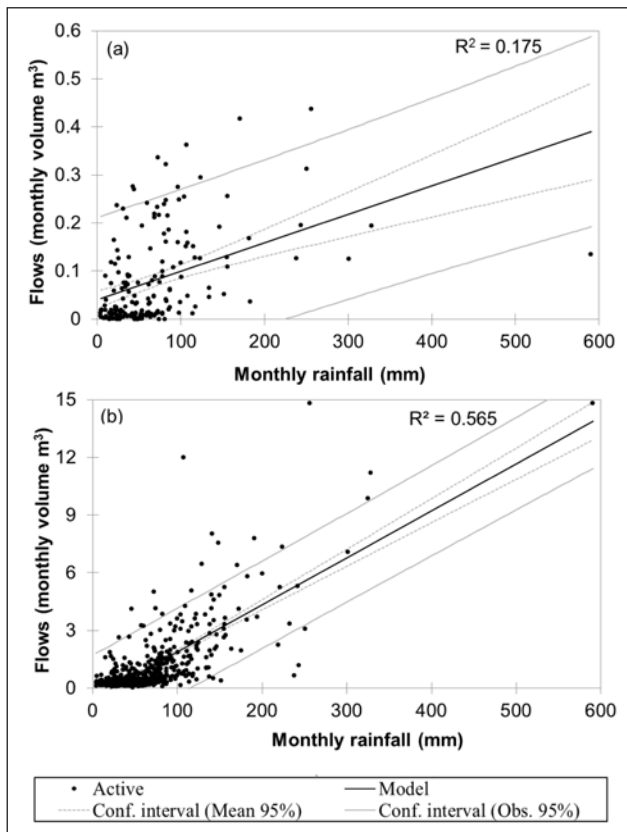 (a)
R² = 0.175
0.6
0.5
0.4
0.3
0.2
0.1
0
0 100 200 300 400 500 600
Flows (monthly volume m³)
Monthly rainfall (mm)
(b)
R² = 0.565
15
12
9
6
3
0
0 100 200 300 400 500 600
Flows (monthly volume m³)
Monthly rainfall (mm)
Active
Model
Conf. interval (Mean 95%)
Conf. interval (Obs. 95%)